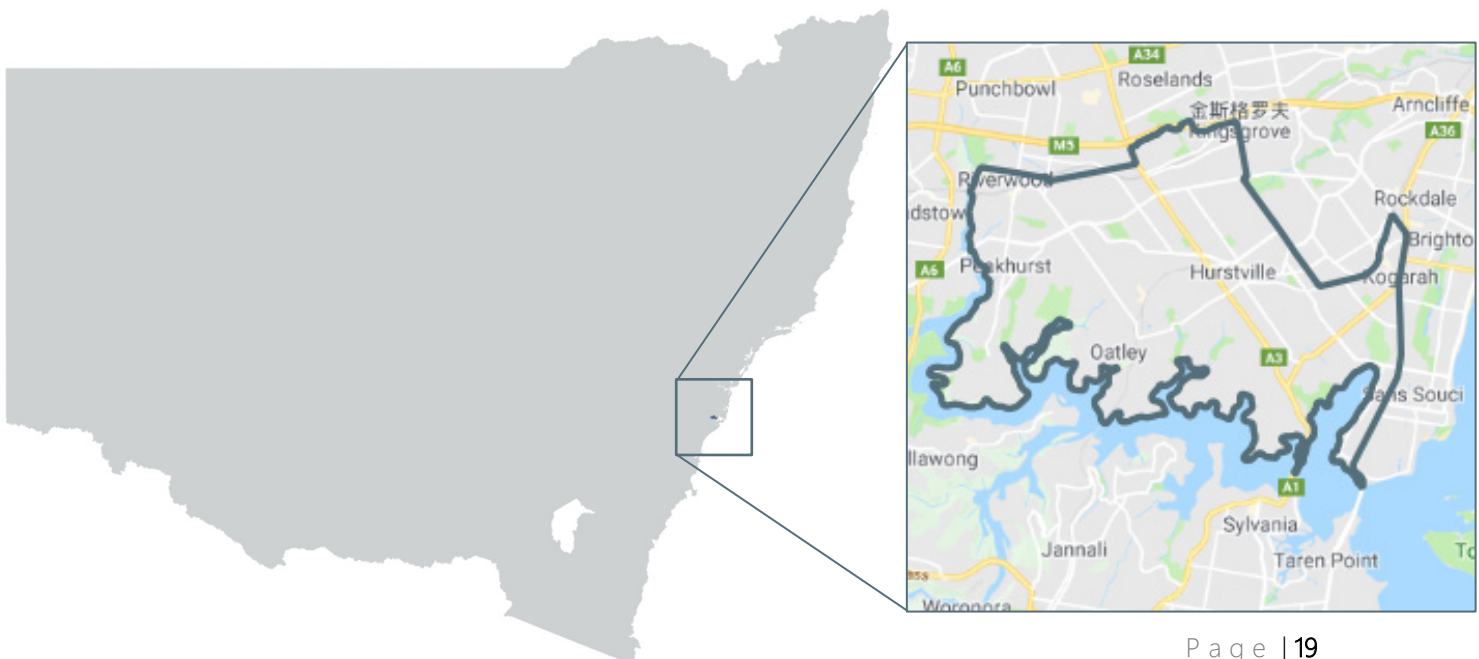 A34
A6
Roselands
Punchbowl
金斯格罗夫
Kingsgrove
Arncliffe
A36
M5
Riverwood
Rockdale
dstow
Brighto
A6
Peakhurst
Hurstville
Kogarah
Oatley
A3
Sans Souci
llawong
A1
Sylvania
Jannali
Taren Point
To
ass
Woronora
Page | 19